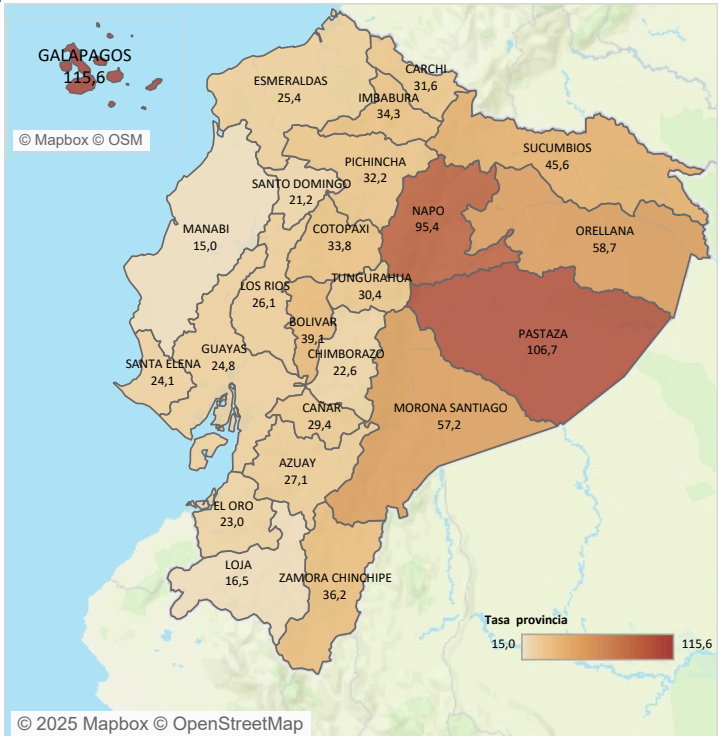 GALAPAGOS
115,6
© Mapbox © OSM
ESMERALDAS
25,4
CARCHI
31,6
IMBABURA
34,3
SUCUMBIOS
45,6
PICHINCHA
32,2
SANTO DOMINGO
21,2
NAPO
95,4
MANABI
15,0
COTOPAXI
33,8
ORELLANA
58,7
TUNGURAHUA
30,4
LOS RIOS
26,1
BOLIVAR
39,1
PASTAZA
106,7
GUAYAS
24,8
CHIMBORAZO
22,6
SANTA ELENA
24,1
CAÑAR
29,4
MORONA SANTIAGO
57,2
AZUAY
27,1
EL ORO
23,0
LOJA
16,5
ZAMORA CHINCHIPE
36,2
Tasa provincia
15,0
115,6
© 2025 Mapbox © OpenStreetMap